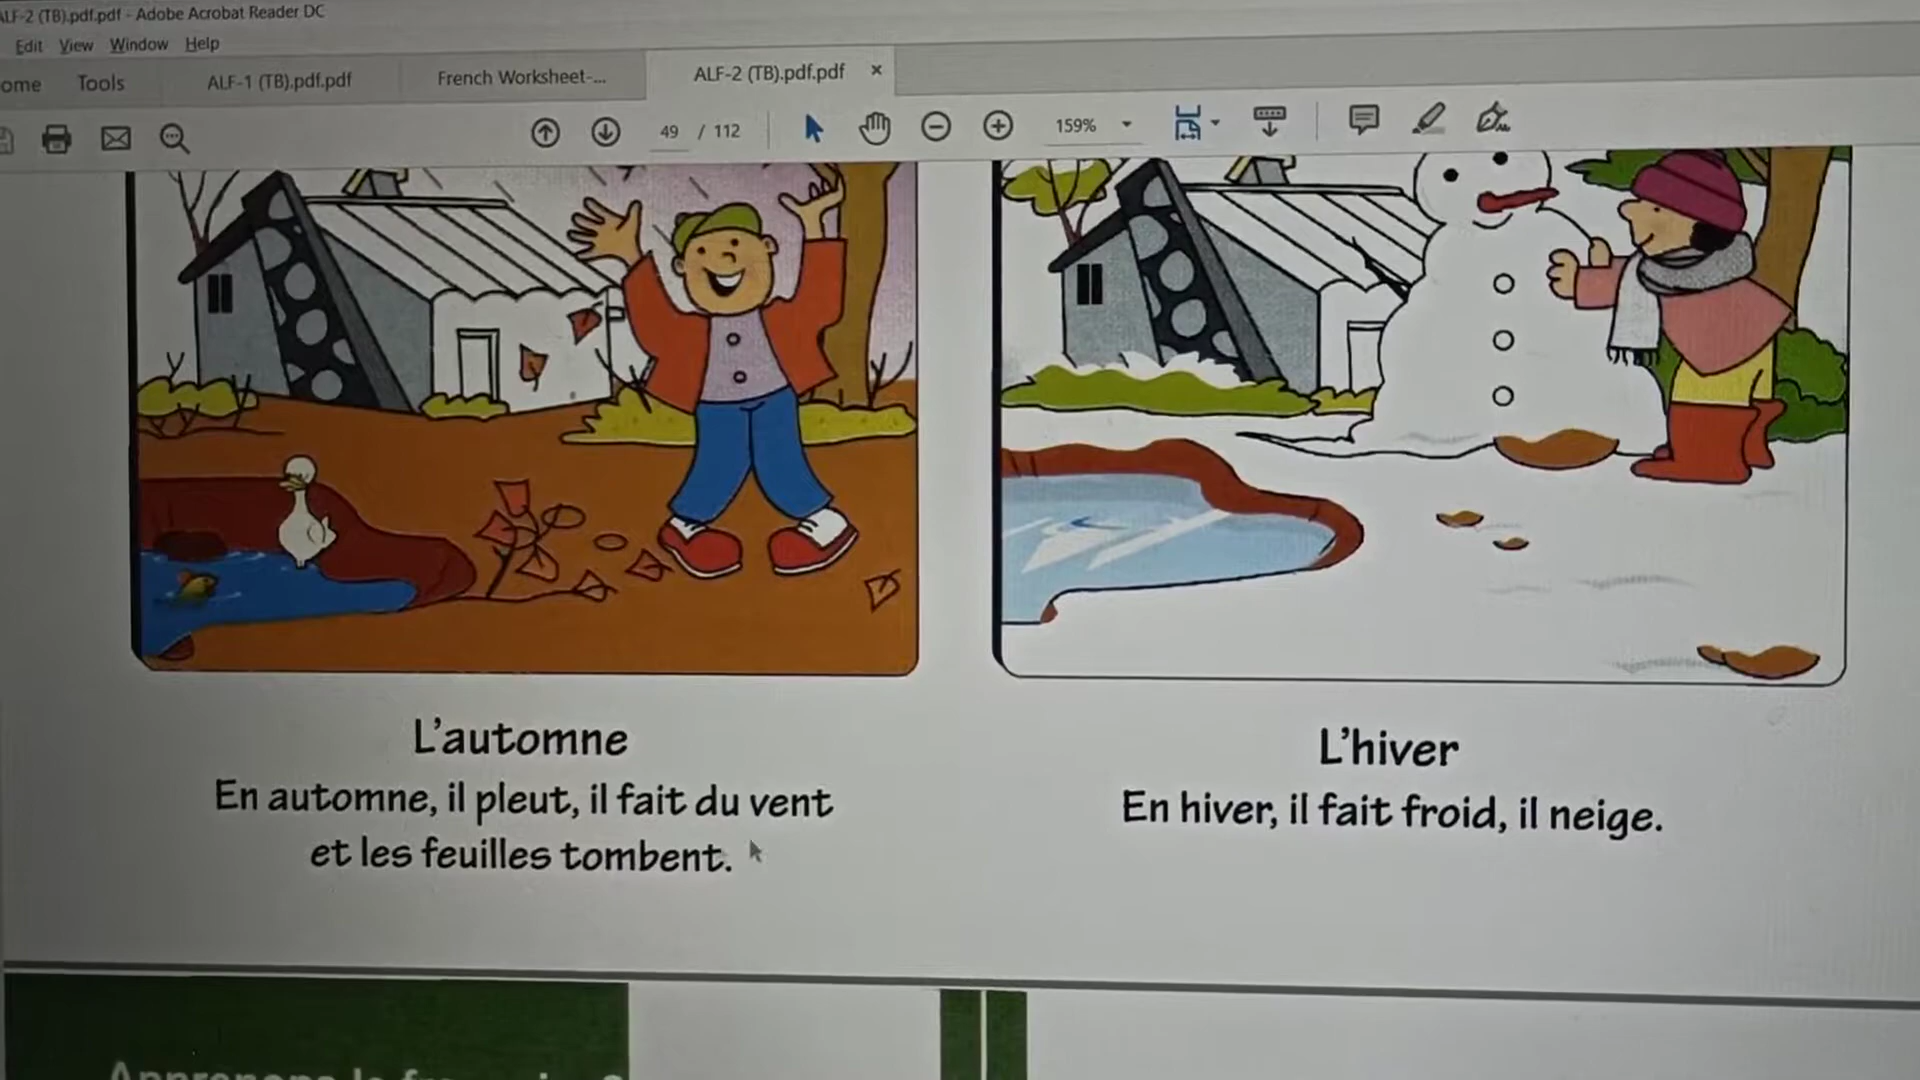 ALF-2 (TB).pdf.pdf - Adobe Acrobat Reader DC
Edit View Window Help
ome Tools ALF-1 (TB).pdf.pdf French Worksheet-... ALF-2 (TB).pdf.pdf ×
49 / 112 159%
L'automne
En automne, il pleut, il fait du vent
et les feuilles tombent.
L'hiver
En hiver, il fait froid, il neige.